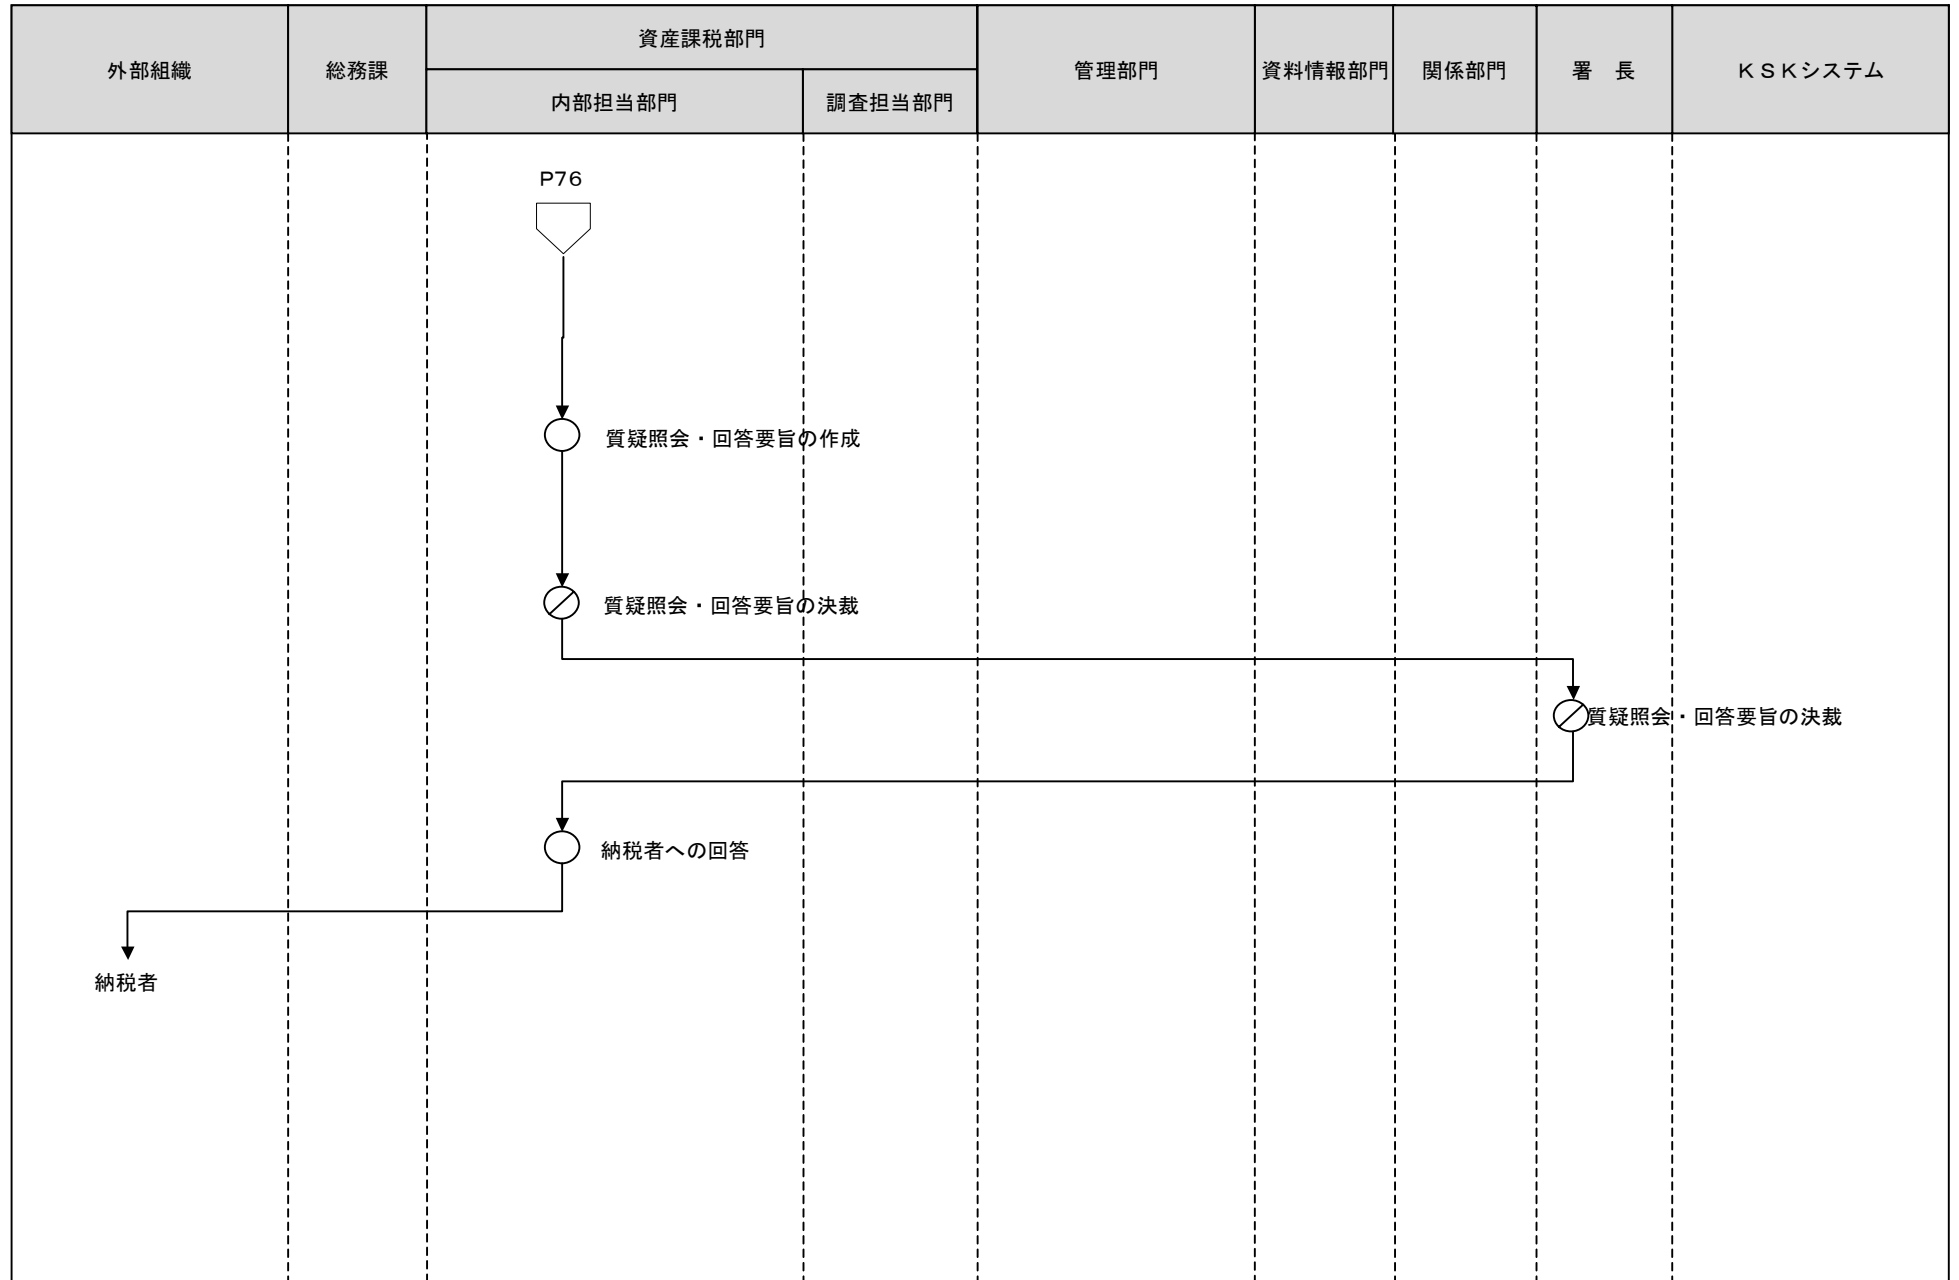 外部組織
総務課
資産課税部門
内部担当部門
調査担当部門
管理部門
資料情報部門
関係部門
署　長
ＫＳＫシステム
P76
質疑照会・回答要旨の作成
質疑照会・回答要旨の決裁
質疑照会・回答要旨の決裁
納税者への回答
納税者